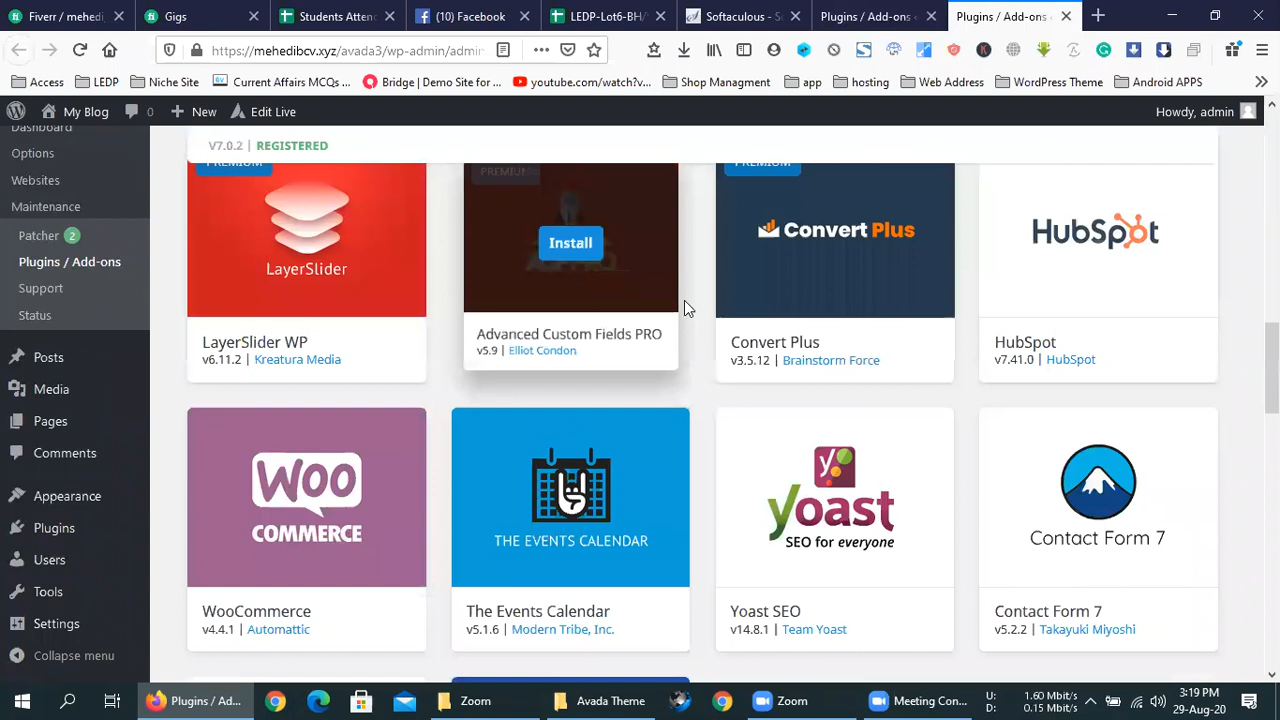 Fiverr / mehedi
Gigs
Students Atten
(10) Facebook
LEDP-Lot6-BH/
Softaculous - S
Plugins / Add-ons
Plugins / Add-ons
https://mehedibcv.xyz/avada3/wp-admin/admin
Access
LEDP
Niche Site
Current Affairs MCQs ...
Bridge | Demo Site for ...
youtube.com/watch?v...
Shop Managment
app
hosting
Web Address
WordPress Theme
Android APPS
My Blog
0
New
Edit Live
Howdy, admin
Dashboard
Options
Websites
Maintenance
Patcher 2
Plugins / Add-ons
Support
Status
Posts
Media
Pages
Comments
Appearance
Plugins
Users
Tools
Settings
Collapse menu
V7.0.2 | REGISTERED
PREMIUM
LayerSlider
LayerSlider WP
v6.11.2 | Kreatura Media
PREMIUM
Install
Advanced Custom Fields PRO
v5.9 | Elliot Condon
PREMIUM
Convert Plus
Convert Plus
v3.5.12 | Brainstorm Force
HubSpot
HubSpot
v7.41.0 | HubSpot
WOO
COMMERCE
WooCommerce
v4.4.1 | Automattic
THE EVENTS CALENDAR
The Events Calendar
v5.1.6 | Modern Tribe, Inc.
y
yoast
SEO for everyone
Yoast SEO
v14.8.1 | Team Yoast
Contact Form 7
Contact Form 7
v5.2.2 | Takayuki Miyoshi
Plugins / Ad...
Zoom
Avada Theme
Zoom
Meeting Con...
U: 1.60 Mbit/s
D: 0.15 Mbit/s
3:19 PM
29-Aug-20